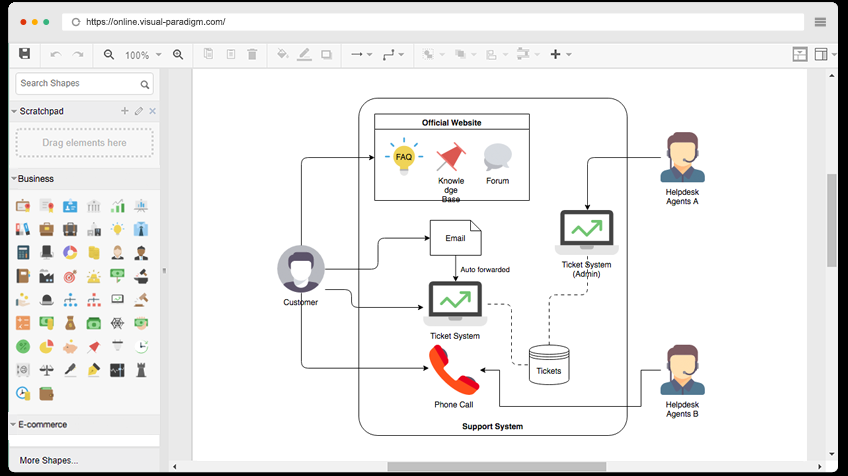 https://online.visual-paradigm.com/
100%
Search Shapes
Scratchpad
Drag elements here
Business
E-commerce
More Shapes...
Official Website
FAQ
Knowle
dge
Base
Forum
Helpdesk
Agents A
Email
Auto forwarded
Ticket System
(Admin)
Customer
Ticket System
Tickets
Phone Call
Helpdesk
Agents B
Support System